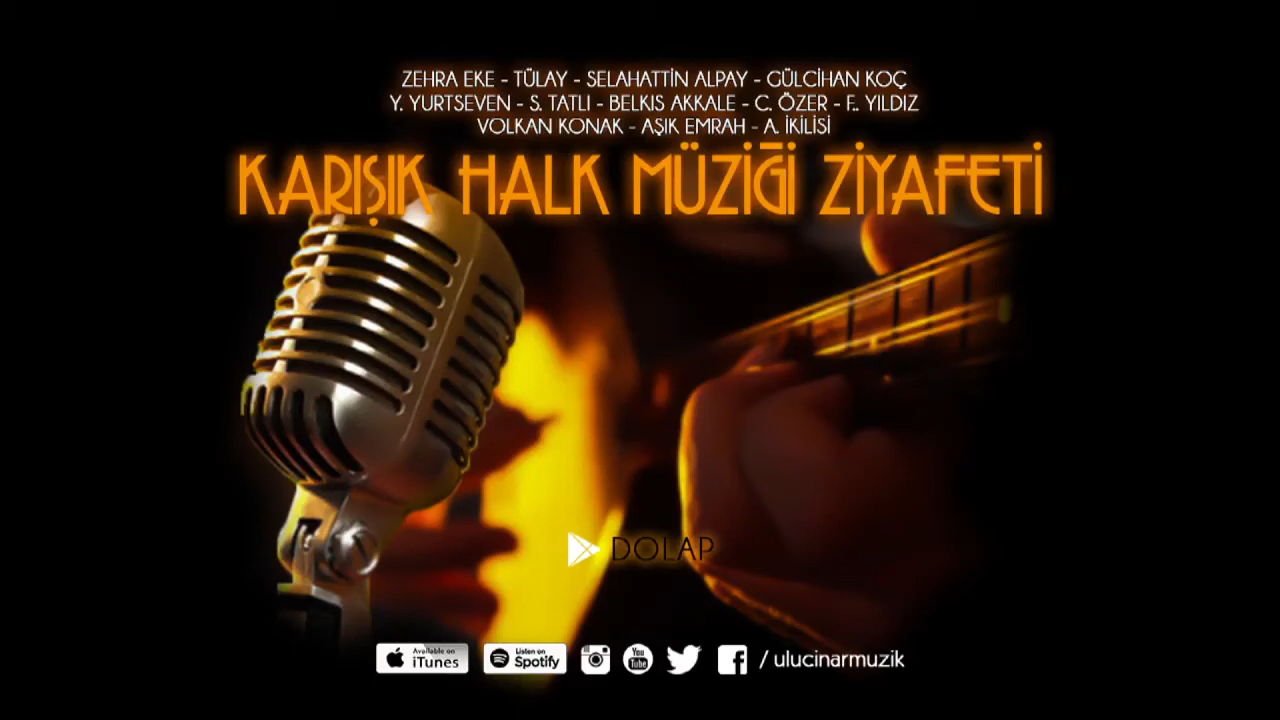 ZEHRA EKE - TÜLAY - SELAHATTİN ALPAY - GÜLCİHAN KOÇ
Y. YURTSEVEN - S. TATLI - BELKIS AKKALE - C. ÖZER - F.. YILDIZ
VOLKAN KONAK - AŞIK EMRAH - A. İKİLİSİ
KARIŞIK HALK MÜZİĞİ ZİYAFETİ
DOLAP
Available on iTunes
Listen on Spotify
You Tube
/ ulucinarmuzik